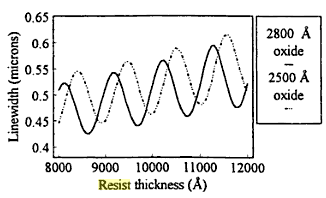 0.65
0.6
0.55
0.5
0.45
0.4
Linewidth (microns)
8000
9000
10000
11000
12000
Resist thickness (Å)
2800 Å
oxide
2500 Å
oxide